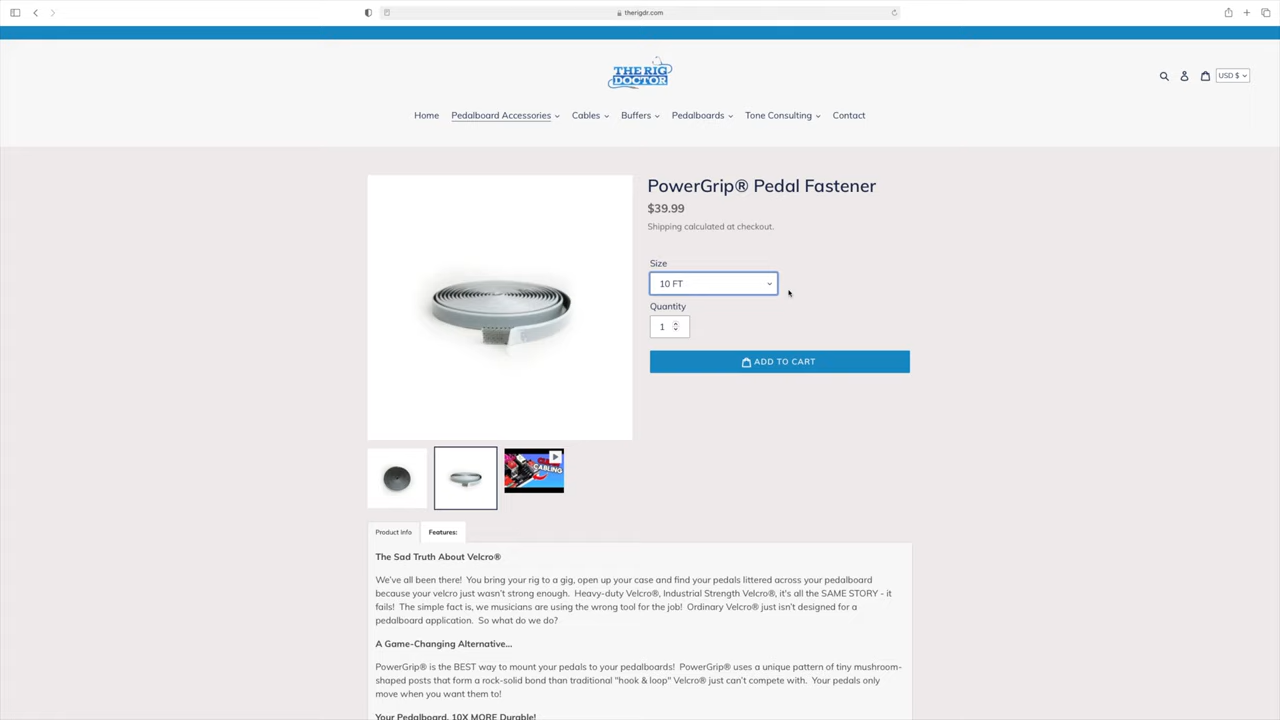 therigdr.com
THE RIG
DOCTOR
USD $
Home Pedalboard Accessories Cables Buffers Pedalboards Tone Consulting Contact
PowerGrip® Pedal Fastener
$39.99
Shipping calculated at checkout.
Size
10 FT
Quantity
1
ADD TO CART
CABLING
Product info Features:
The Sad Truth About Velcro®
We've all been there! You bring your rig to a gig, open up your case and find your pedals littered across your pedalboard
because your velcro just wasn't strong enough. Heavy-duty Velcro®, Industrial Strength Velcro®, it's all the SAME STORY - it
fails! The simple fact is, we musicians are using the wrong tool for the job! Ordinary Velcro® just isn't designed for a
pedalboard application. So what do we do?
A Game-Changing Alternative...
PowerGrip® is the BEST way to mount your pedals to your pedalboards! PowerGrip® uses a unique pattern of tiny mushroom-
shaped posts that form a rock-solid bond than traditional "hook & loop" Velcro® just can't compete with. Your pedals only
move when you want them to!
Your Pedalboard, 10X MORE Durable!